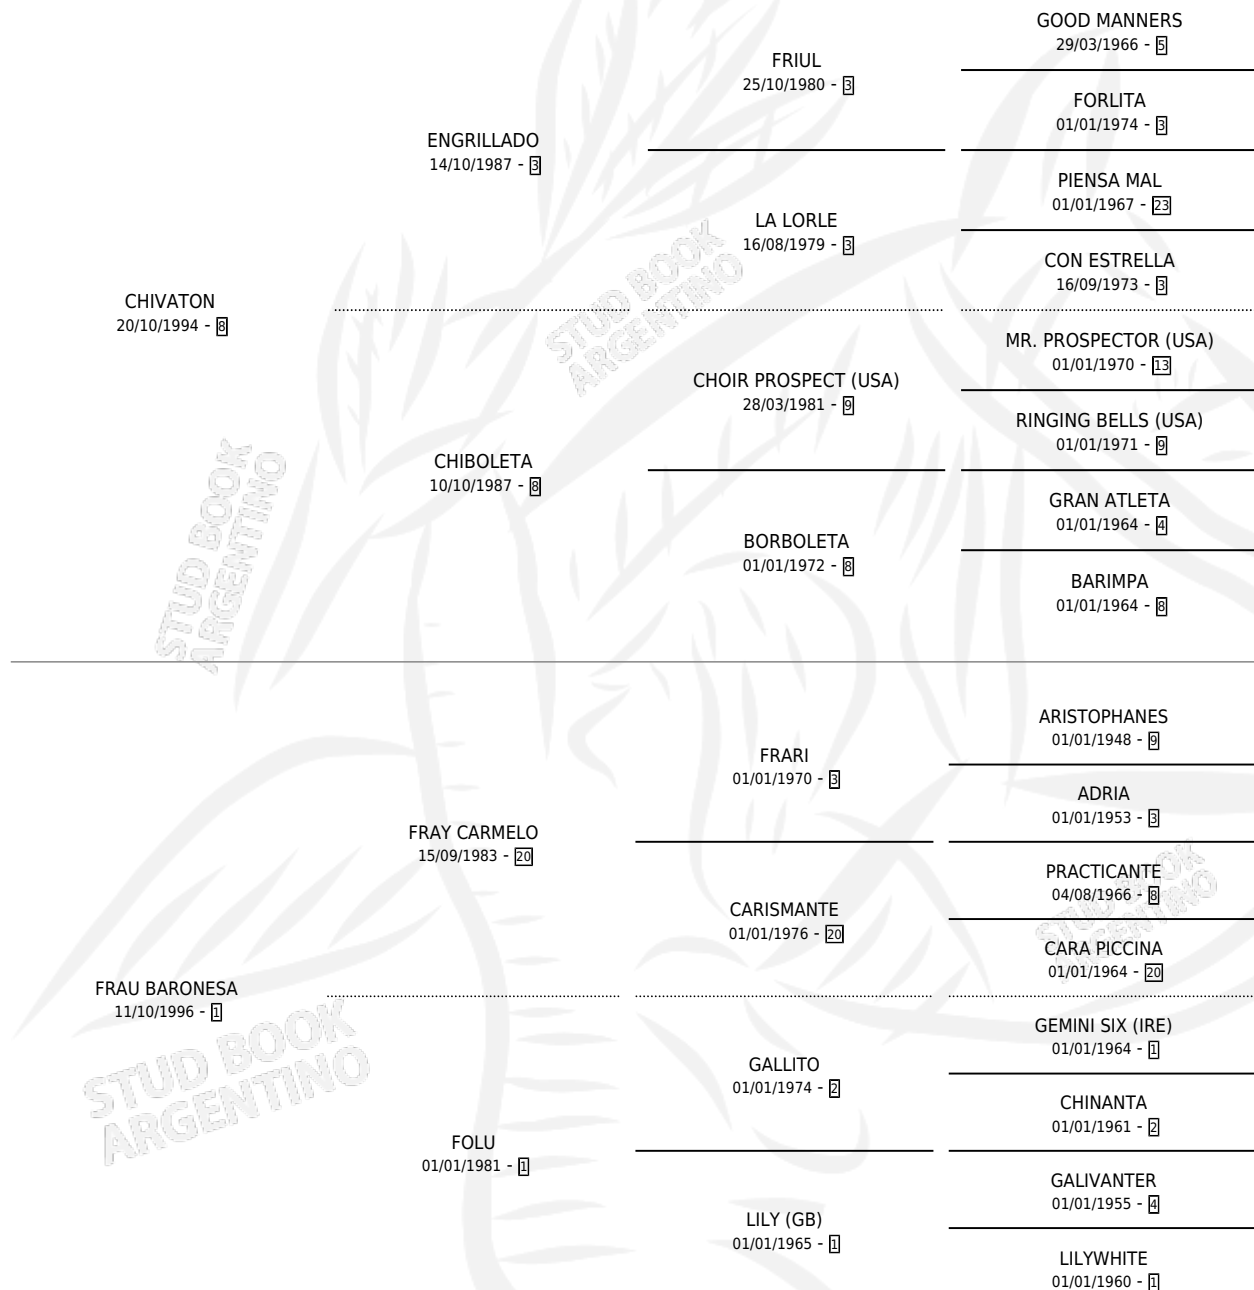 GOOD MANNERS
29/03/1966 - 5
FRIUL
25/10/1980 - 3
FORLITA
01/01/1974 - 3
ENGRILLADO
14/10/1987 - 3
PIENSA MAL
01/01/1967 - 23
LA LORLE
16/08/1979 - 3
CON ESTRELLA
16/09/1973 - 3
CHIVATON
20/10/1994 - 8
STUD BOOK
ARGENTINO
MR. PROSPECTOR (USA)
01/01/1970 - 13
CHOIR PROSPECT (USA)
28/03/1981 - 9
RINGING BELLS (USA)
01/01/1971 - 9
CHIBOLETA
10/10/1987 - 8
GRAN ATLETA
01/01/1964 - 4
BORBOLETA
01/01/1972 - 8
BARIMPA
01/01/1964 - 8
STUD BOOK
ARGENTINO
ARISTOPHANES
01/01/1948 - 9
FRARI
01/01/1970 - 3
ADRIA
01/01/1953 - 3
FRAY CARMELO
15/09/1983 - 20
PRACTICANTE
04/08/1966 - 8
CARISMANTE
01/01/1976 - 20
CARA PICCINA
01/01/1964 - 20
STUD BOOK
ARGENTINO
FRAU BARONESA
11/10/1996 - 1
GEMINI SIX (IRE)
01/01/1964 - 1
GALLITO
01/01/1974 - 2
CHINANTA
01/01/1961 - 2
STUD BOOK
ARGENTINO
FOLU
01/01/1981 - 1
GALIVANTER
01/01/1955 - 4
LILY (GB)
01/01/1965 - 1
LILYWHITE
01/01/1960 - 1